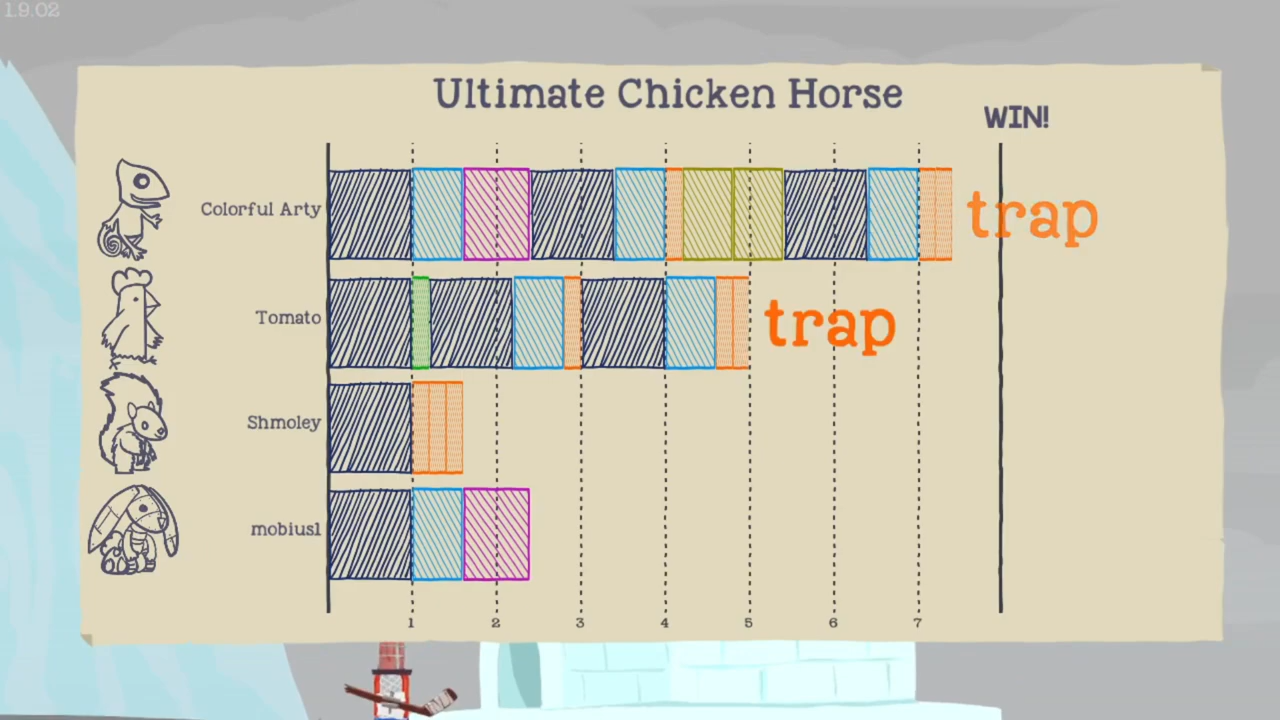 1.9.02
Ultimate Chicken Horse
WIN!
Colorful Arty
trap
Tomato
trap
Shmoley
mobius1
1 2 3 4 5 6 7